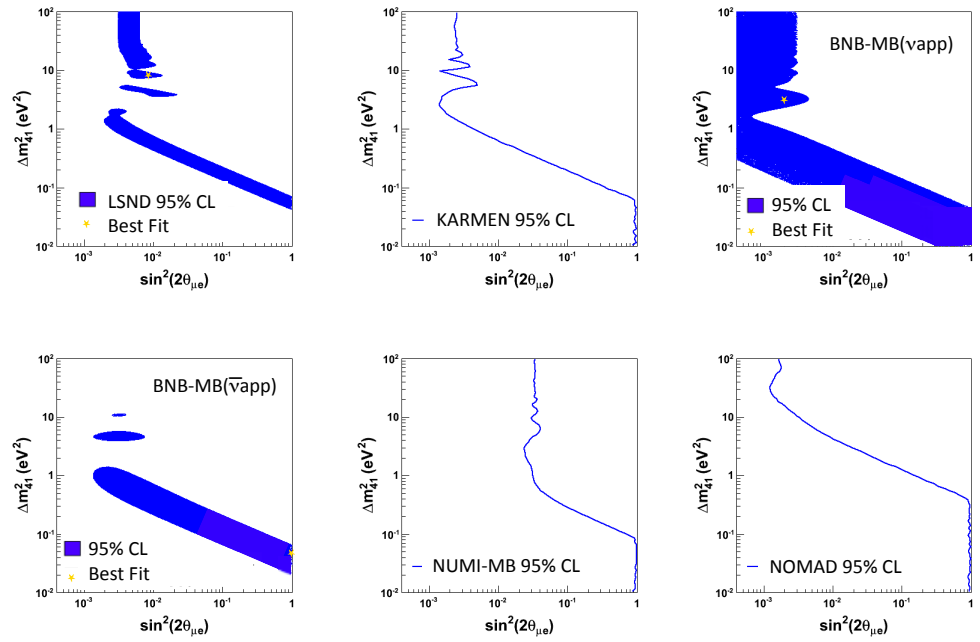 10²
10
1
10⁻¹
10⁻²
Δm²₄₁ (eV²)
LSND 95% CL
Best Fit
10⁻³ 10⁻² 10⁻¹ 1
sin²(2θ_μe)
10²
10
1
10⁻¹
10⁻²
Δm²₄₁ (eV²)
KARMEN 95% CL
10⁻³ 10⁻² 10⁻¹ 1
sin²(2θ_μe)
10²
10
1
10⁻¹
10⁻²
Δm²₄₁ (eV²)
BNB-MB(νapp)
95% CL
Best Fit
10⁻³ 10⁻² 10⁻¹ 1
sin²(2θ_μe)
10²
10
1
10⁻¹
10⁻²
Δm²₄₁ (eV²)
BNB-MB(ν̅app)
95% CL
Best Fit
10⁻³ 10⁻² 10⁻¹ 1
sin²(2θ_μe)
10²
10
1
10⁻¹
10⁻²
Δm²₄₁ (eV²)
NUMI-MB 95% CL
10⁻³ 10⁻² 10⁻¹ 1
sin²(2θ_μe)
10²
10
1
10⁻¹
10⁻²
Δm²₄₁ (eV²)
NOMAD 95% CL
10⁻³ 10⁻² 10⁻¹ 1
sin²(2θ_μe)